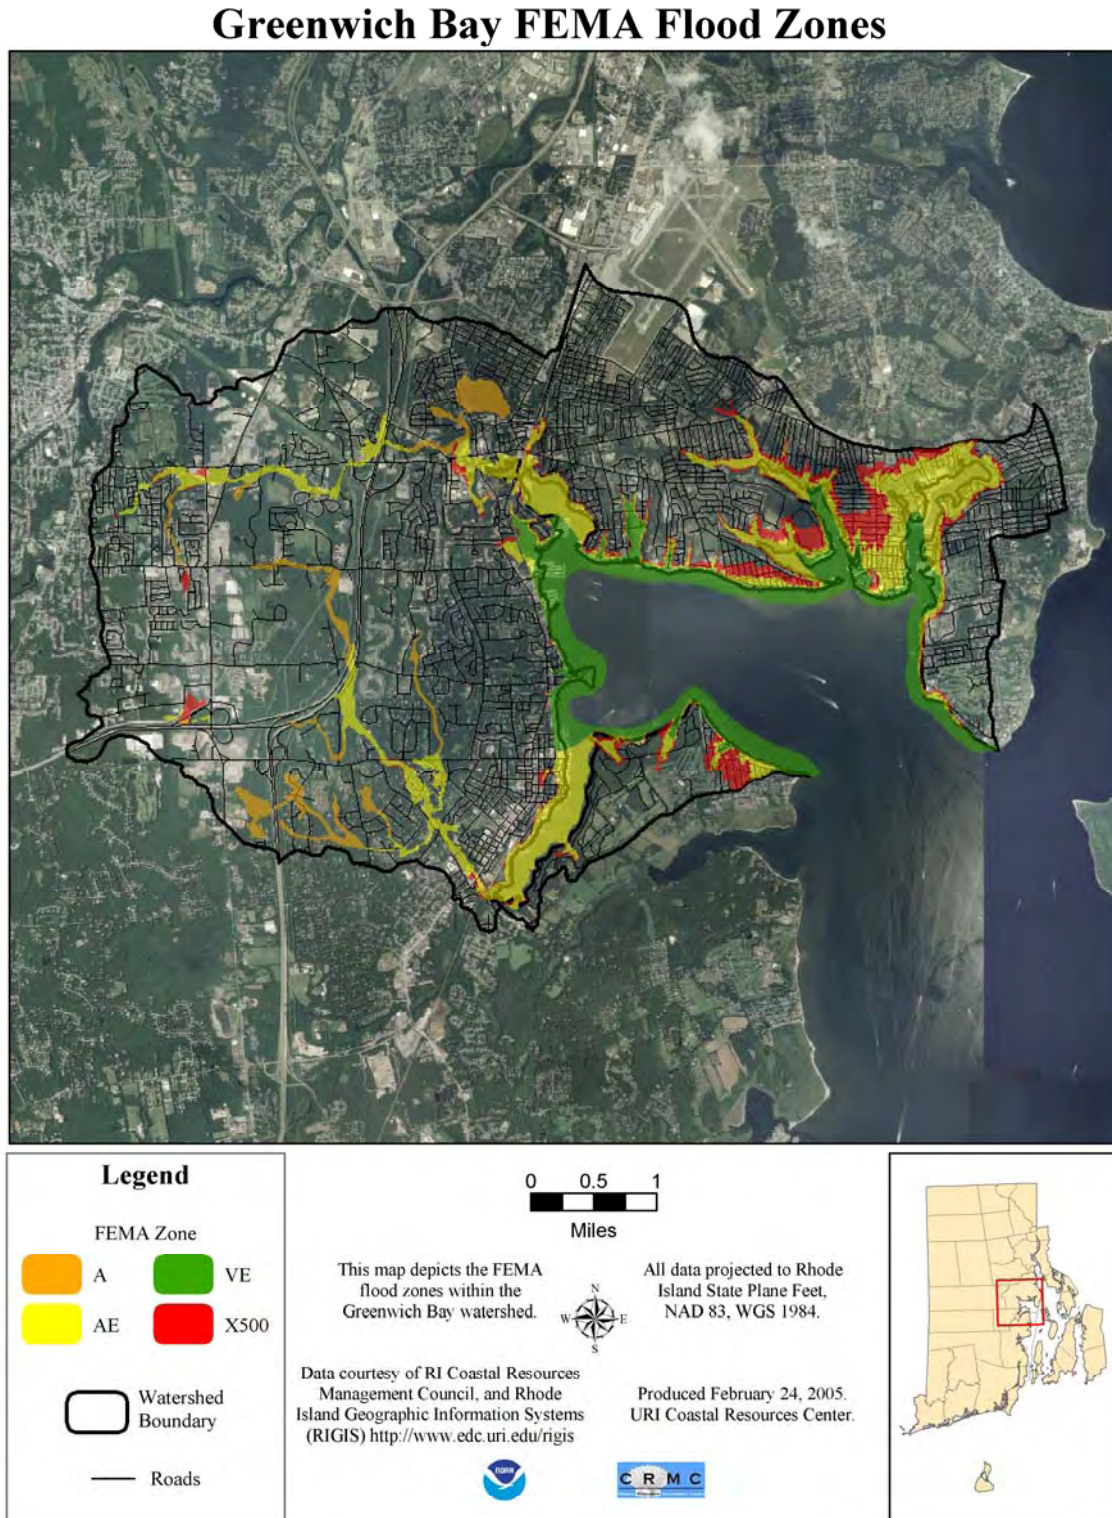 Greenwich Bay FEMA Flood Zones
Legend
FEMA Zone
A
VE
AE
X500
Watershed
Boundary
Roads
0 0.5 1
Miles
This map depicts the FEMA
flood zones within the
Greenwich Bay watershed.
N
W E
S
All data projected to Rhode
Island State Plane Feet,
NAD 83, WGS 1984.
Data courtesy of RI Coastal Resources
Management Council, and Rhode
Island Geographic Information Systems
(RIGIS) http://www.edc.uri.edu/rigis
Produced February 24, 2005.
URI Coastal Resources Center.
noaa
C R M C